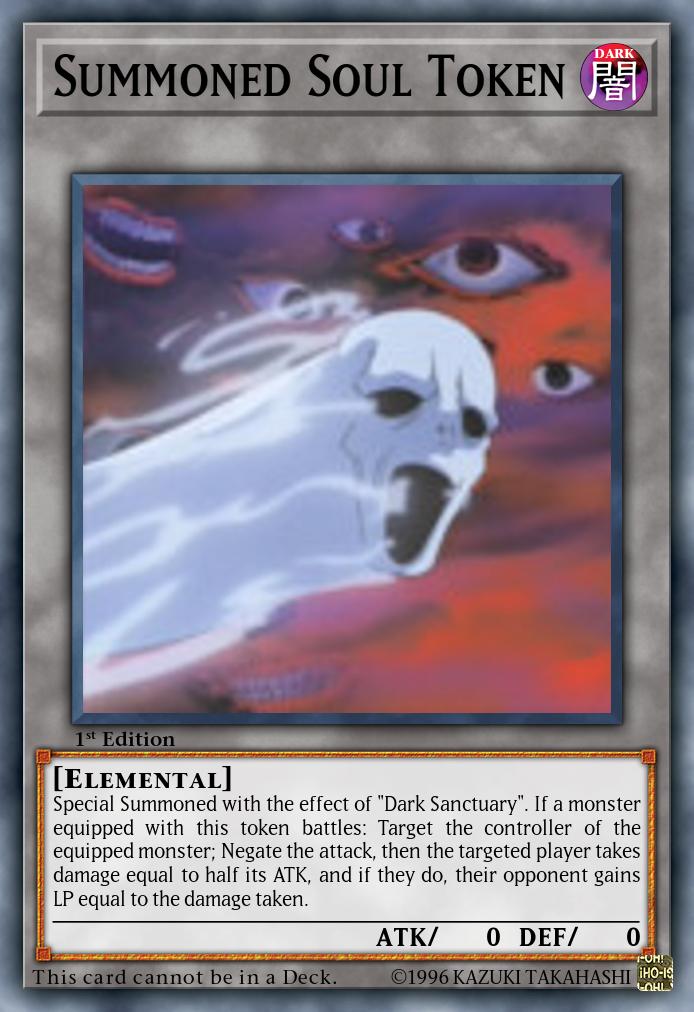 SUMMONED SOUL TOKEN
DARK
闇
1st Edition
[ELEMENTAL]
Special Summoned with the effect of "Dark Sanctuary". If a monster
equipped with this token battles: Target the controller of the
equipped monster; Negate the attack, then the targeted player takes
damage equal to half its ATK, and if they do, their opponent gains
LP equal to the damage taken.
ATK/ 0 DEF/ 0
This card cannot be in a Deck. ©1996 KAZUKI TAKAHASHI